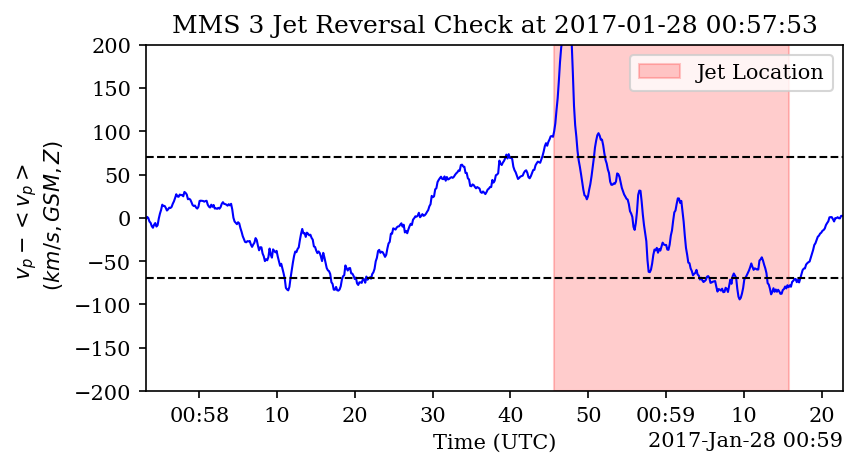 MMS 3 Jet Reversal Check at 2017-01-28 00:57:53
v_p − < v_p >
(km/s, GSM, Z)
200
150
100
50
0
−50
−100
−150
−200
Jet Location
00:58 10 20 30 40 50 00:59 10 20
Time (UTC)
2017-Jan-28 00:59